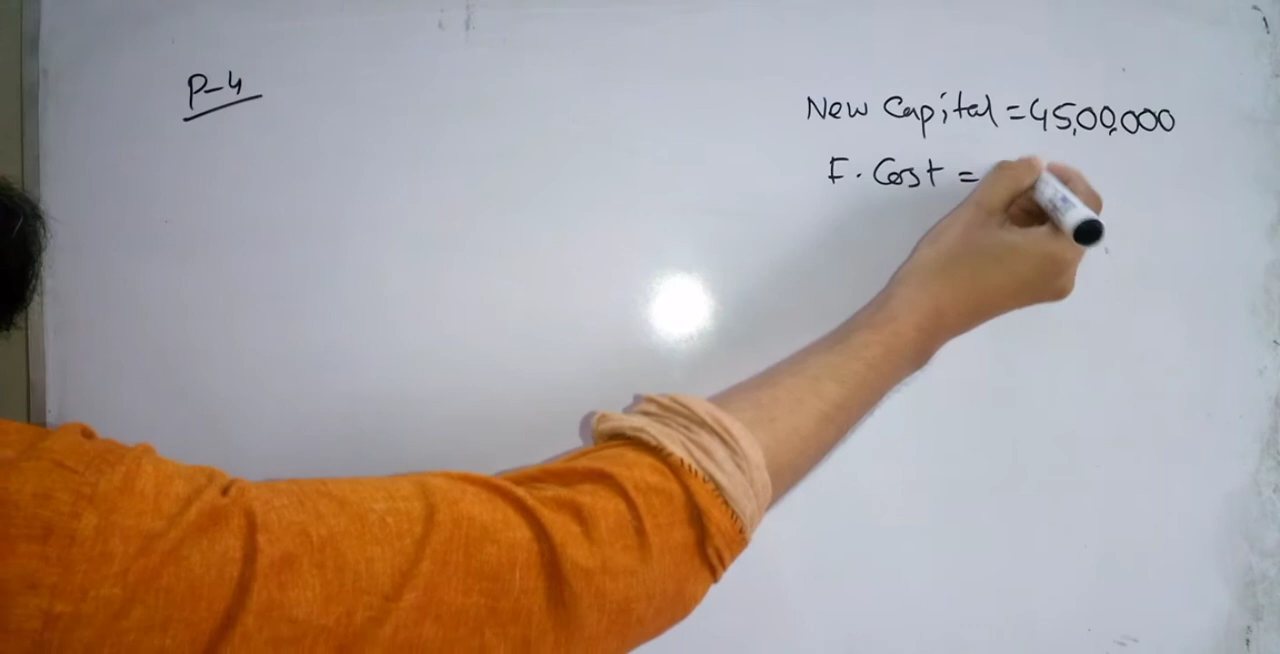 P-4
New Capital = 45,00,000
F. Cost =